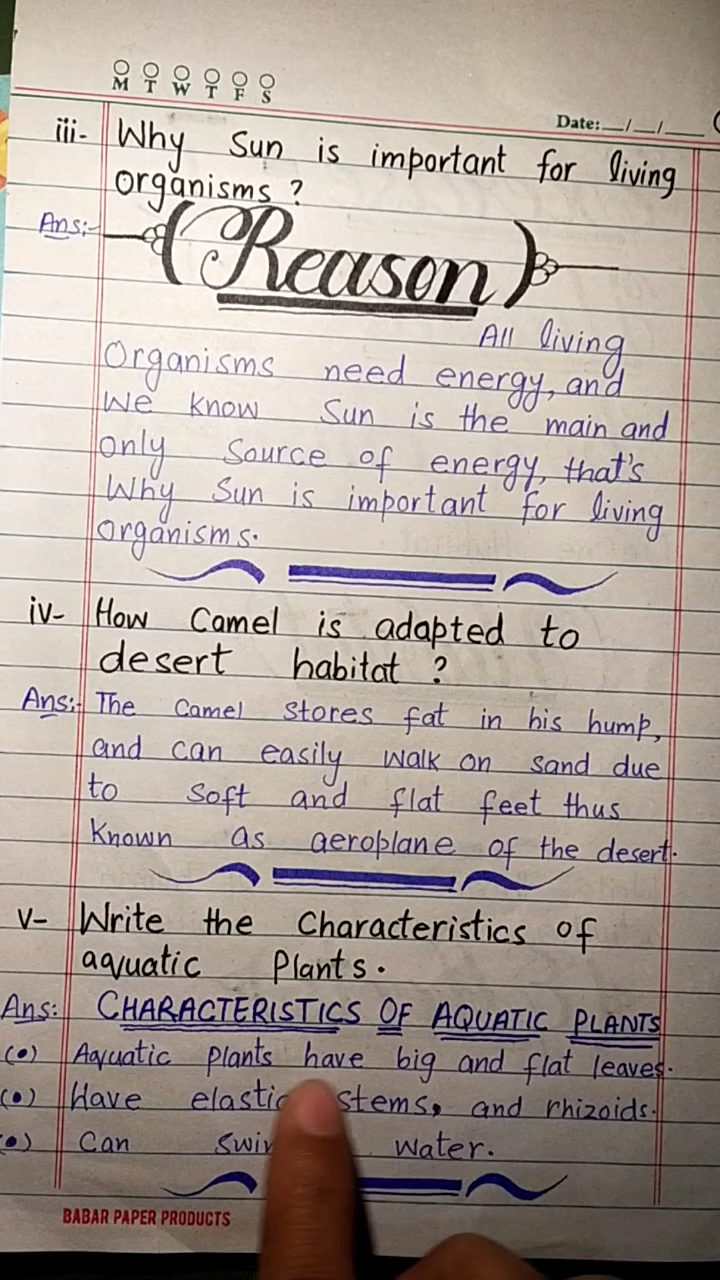 M T W T F S
Date: __/__/__
iii- Why Sun is important for living
organisms ?
Ans:- (Reason)
All living
Organisms need energy, and
We know Sun is the main and
only Source of energy, that's
Why Sun is important for living
organisms.
iv- How Camel is adapted to
desert habitat ?
Ans:- The Camel stores fat in his hump,
and can easily walk on sand due
to soft and flat feet thus
Known as aeroplane of the desert.
v- Write the Characteristics of
aquatic Plants.
Ans: CHARACTERISTICS OF AQUATIC PLANTS
(•) Aquatic plants have big and flat leaves.
(•) Have elastic stems, and rhizoids.
(•) Can water.
BABAR PAPER PRODUCTS